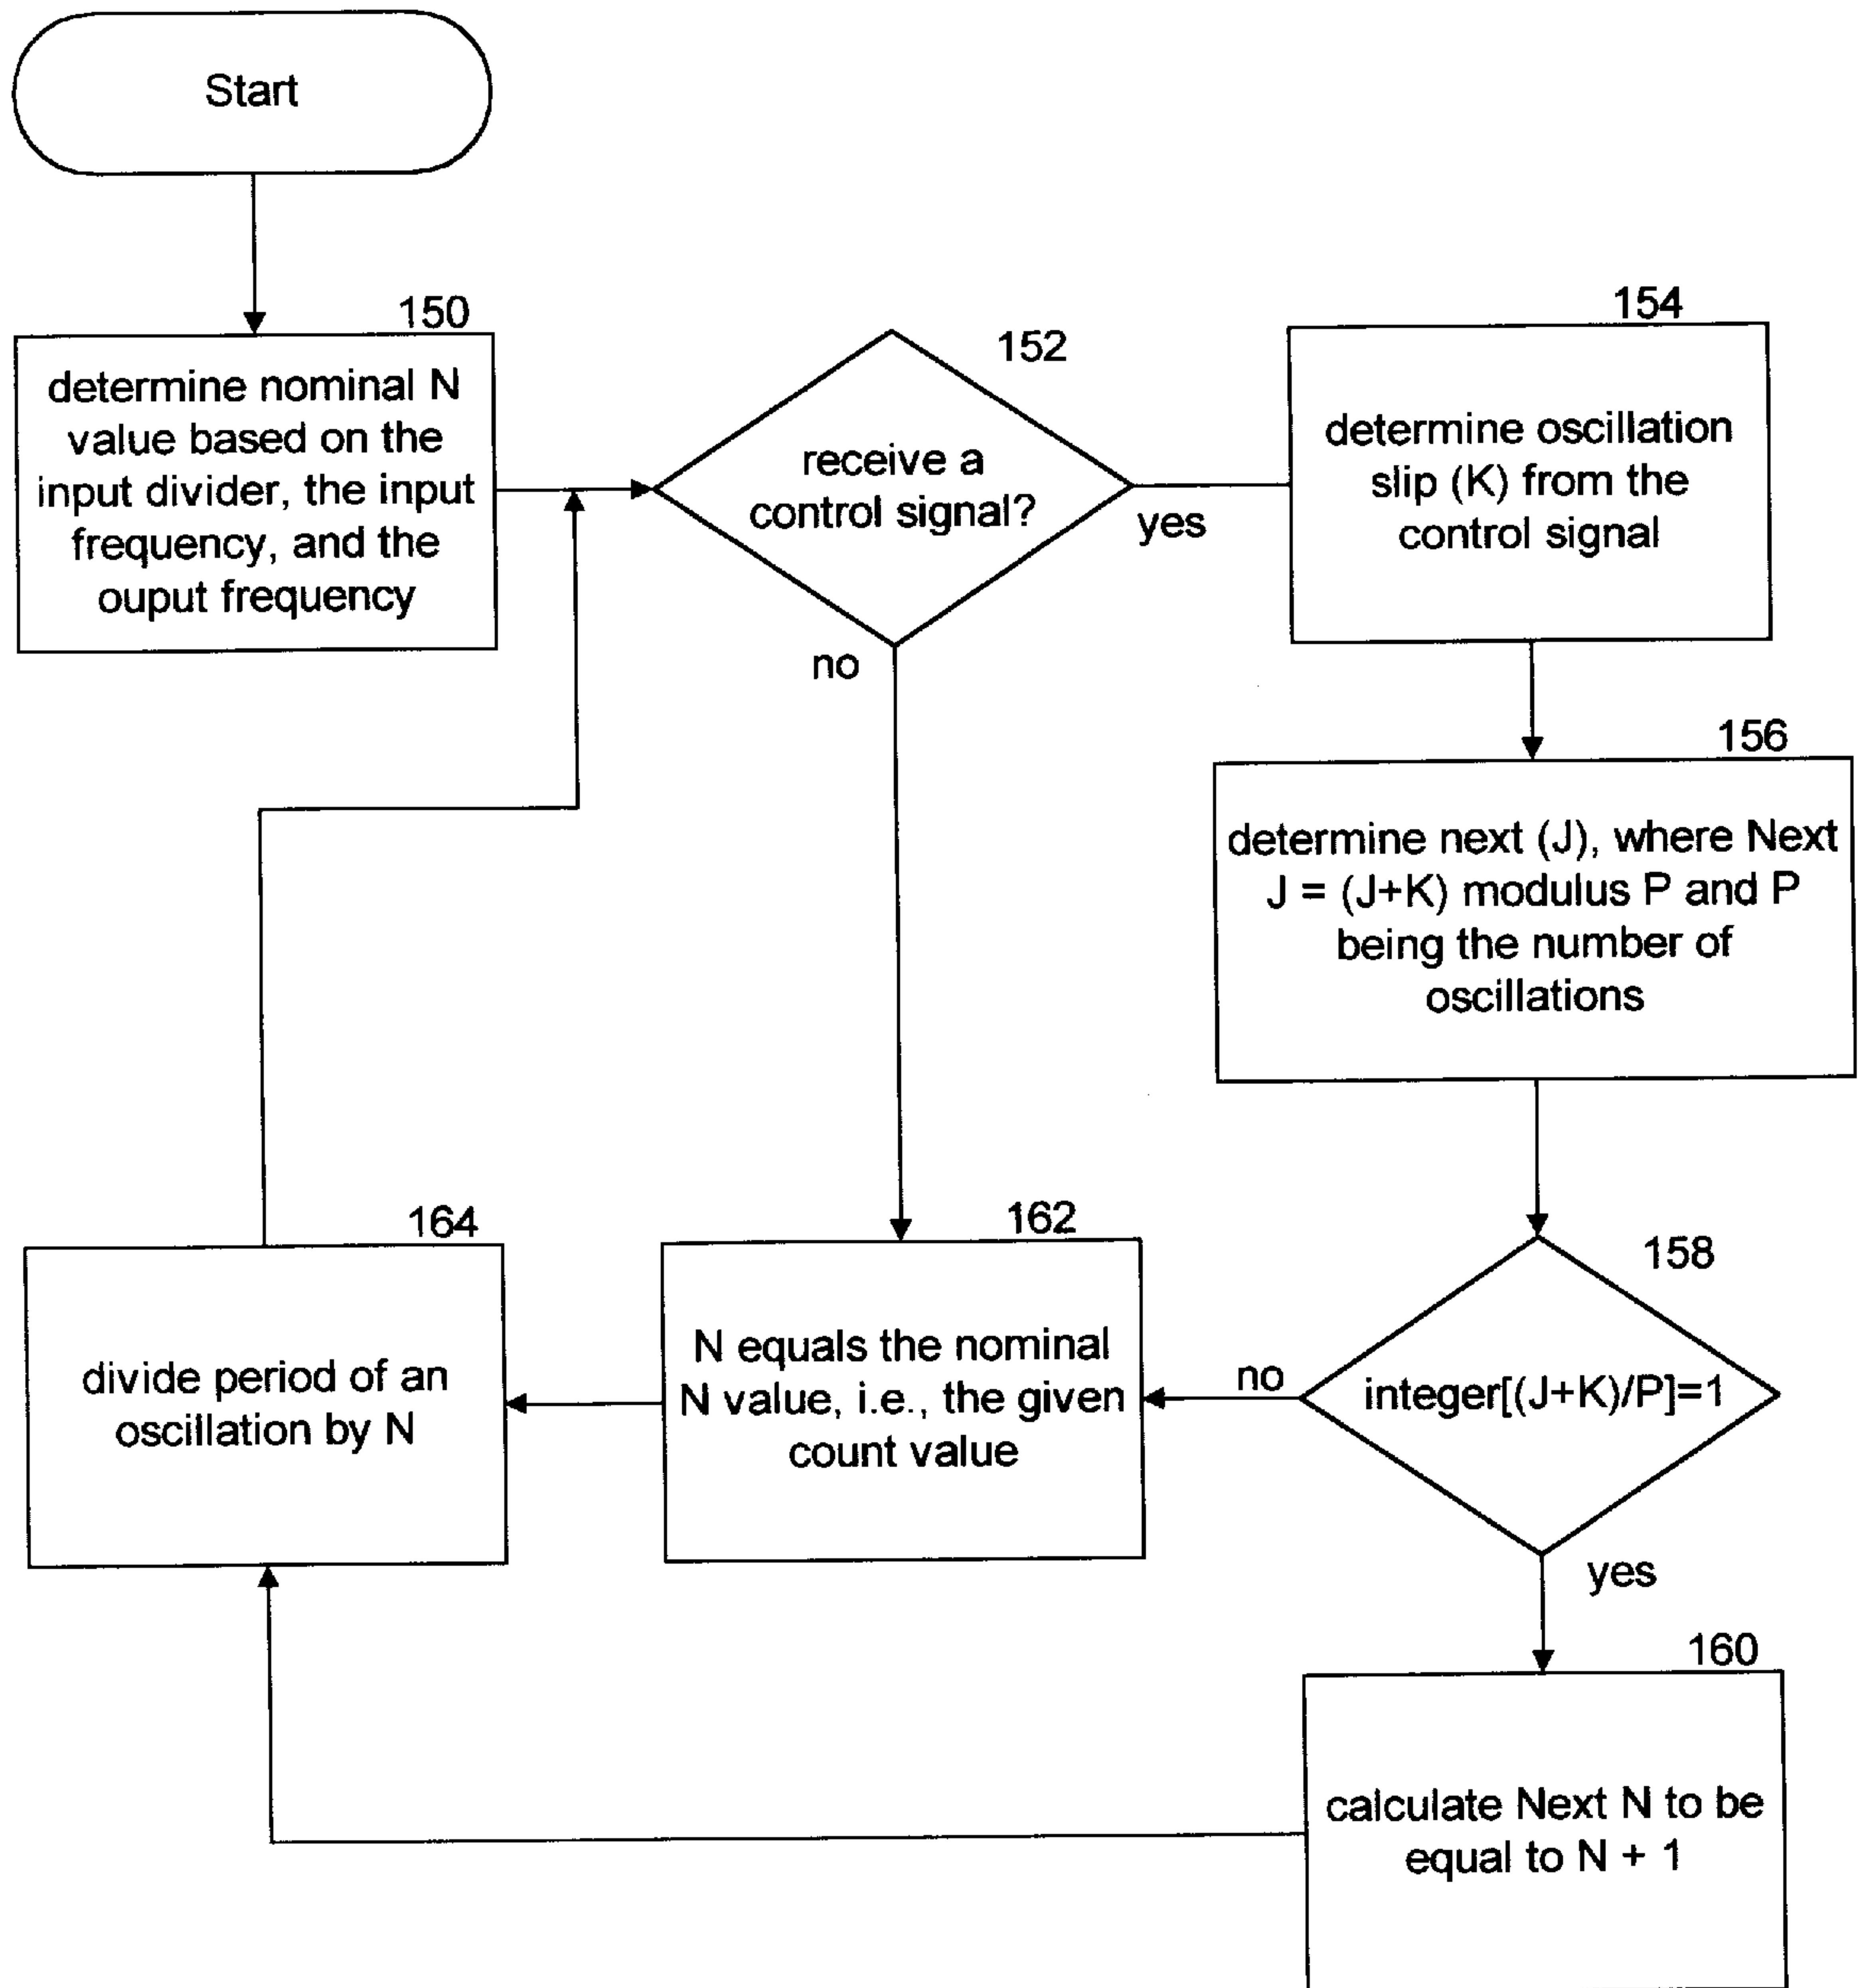 Start
150
determine nominal N
value based on the
input divider, the input
frequency, and the
ouput frequency
152
receive a
control signal?
yes
no
154
determine oscillation
slip (K) from the
control signal
156
determine next (J), where Next
J = (J+K) modulus P and P
being the number of
oscillations
158
integer[(J+K)/P]=1
no
yes
160
calculate Next N to be
equal to N + 1
162
N equals the nominal
N value, i.e., the given
count value
164
divide period of an
oscillation by N